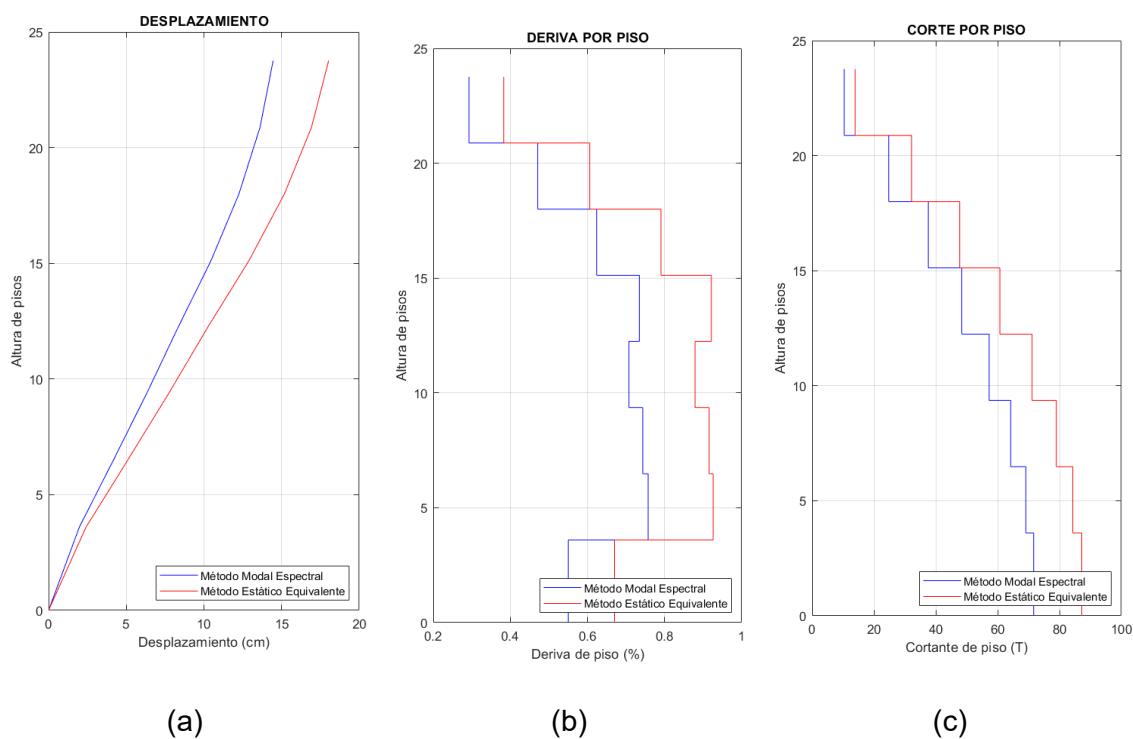 DESPLAZAMIENTO
25
20
15
10
5
0
Altura de pisos
0 5 10 15 20
Desplazamiento (cm)
Método Modal Espectral
Método Estático Equivalente
(a)
DERIVA POR PISO
25
20
15
10
5
0
Altura de pisos
0.2 0.4 0.6 0.8 1
Deriva de piso (%)
Método Modal Espectral
Método Estático Equivalente
(b)
CORTE POR PISO
25
20
15
10
5
0
Altura de pisos
0 20 40 60 80 100
Cortante de piso (T)
Método Modal Espectral
Método Estático Equivalente
(c)